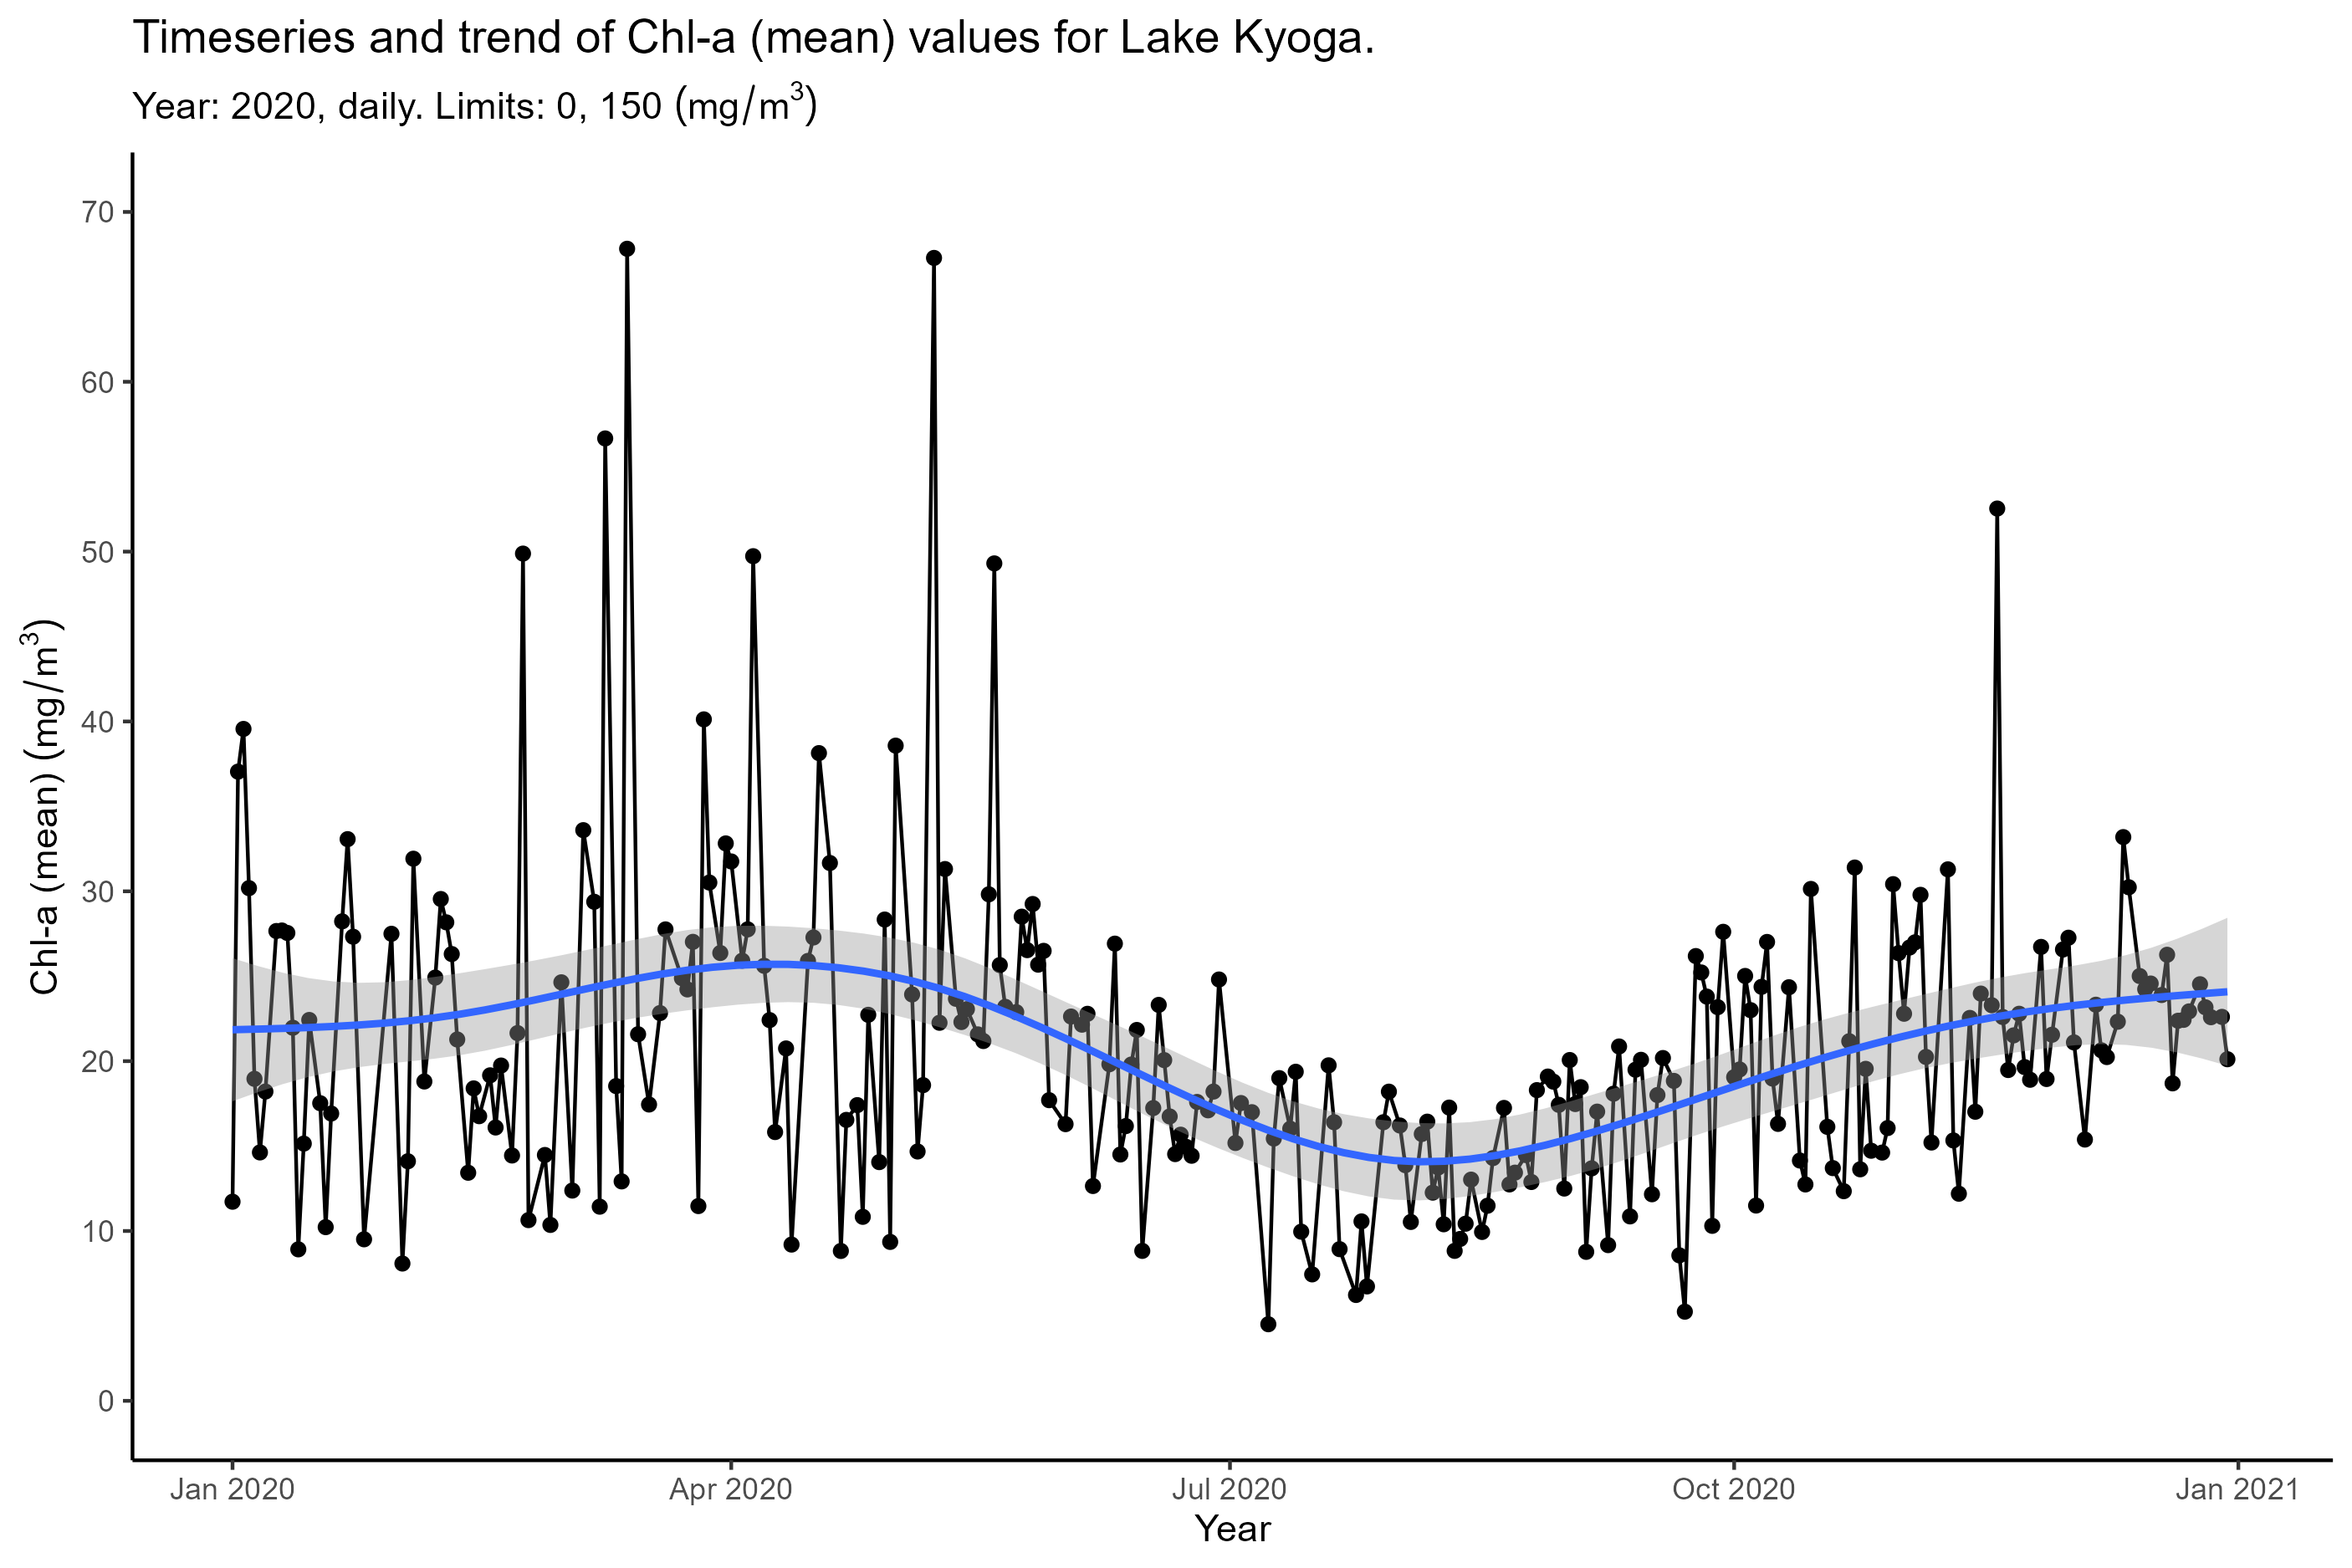 Timeseries and trend of Chl-a (mean) values for Lake Kyoga.
Year: 2020, daily. Limits: 0, 150 (mg/m³)
Chl-a (mean) (mg/m³)
70
60
50
40
30
20
10
0
Jan 2020 Apr 2020 Jul 2020 Oct 2020 Jan 2021
Year